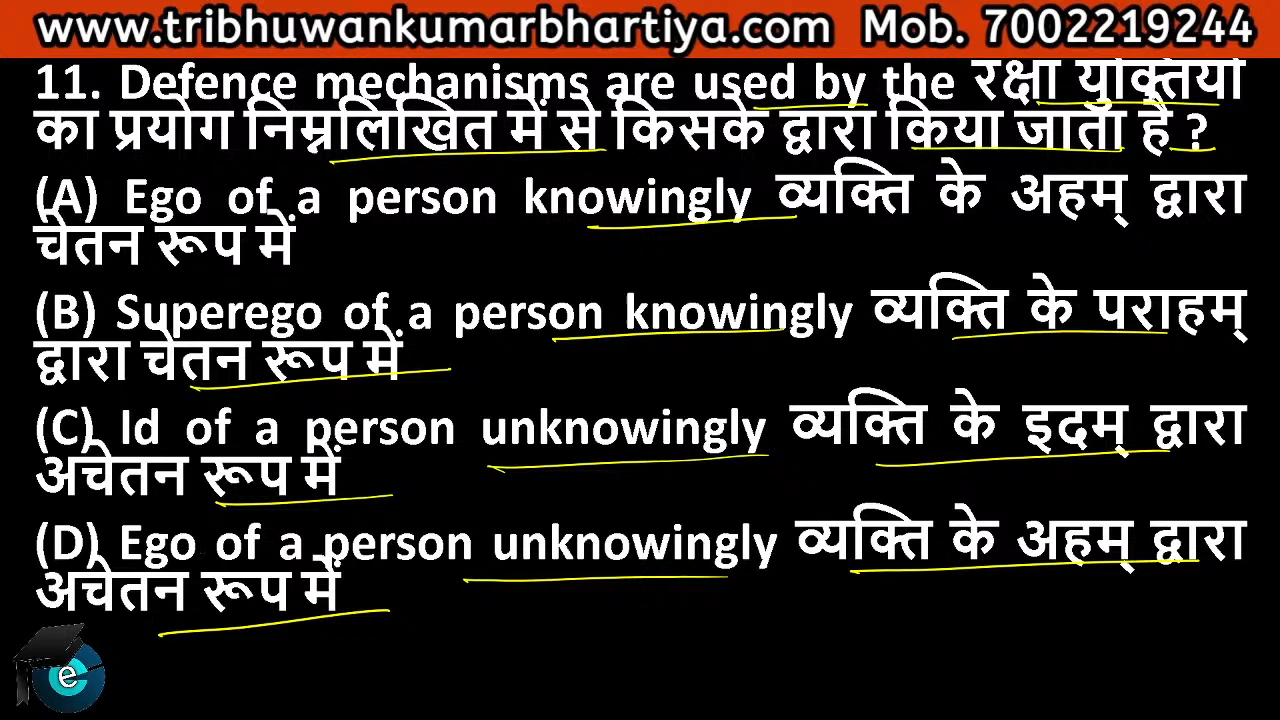 www.tribhuwankumarbhartiya.com Mob. 7002219244
11. Defence mechanisms are used by the रक्षा युक्तियों
का प्रयोग निम्नलिखित में से किसके द्वारा किया जाता है ?
(A) Ego of a person knowingly व्यक्ति के अहम् द्वारा
चेतन रूप में
(B) Superego of a person knowingly व्यक्ति के पराहम्
द्वारा चेतन रूप में
(C) Id of a person unknowingly व्यक्ति के इदम् द्वारा
अचेतन रूप में
(D) Ego of a person unknowingly व्यक्ति के अहम् द्वारा
अचेतन रूप में
e